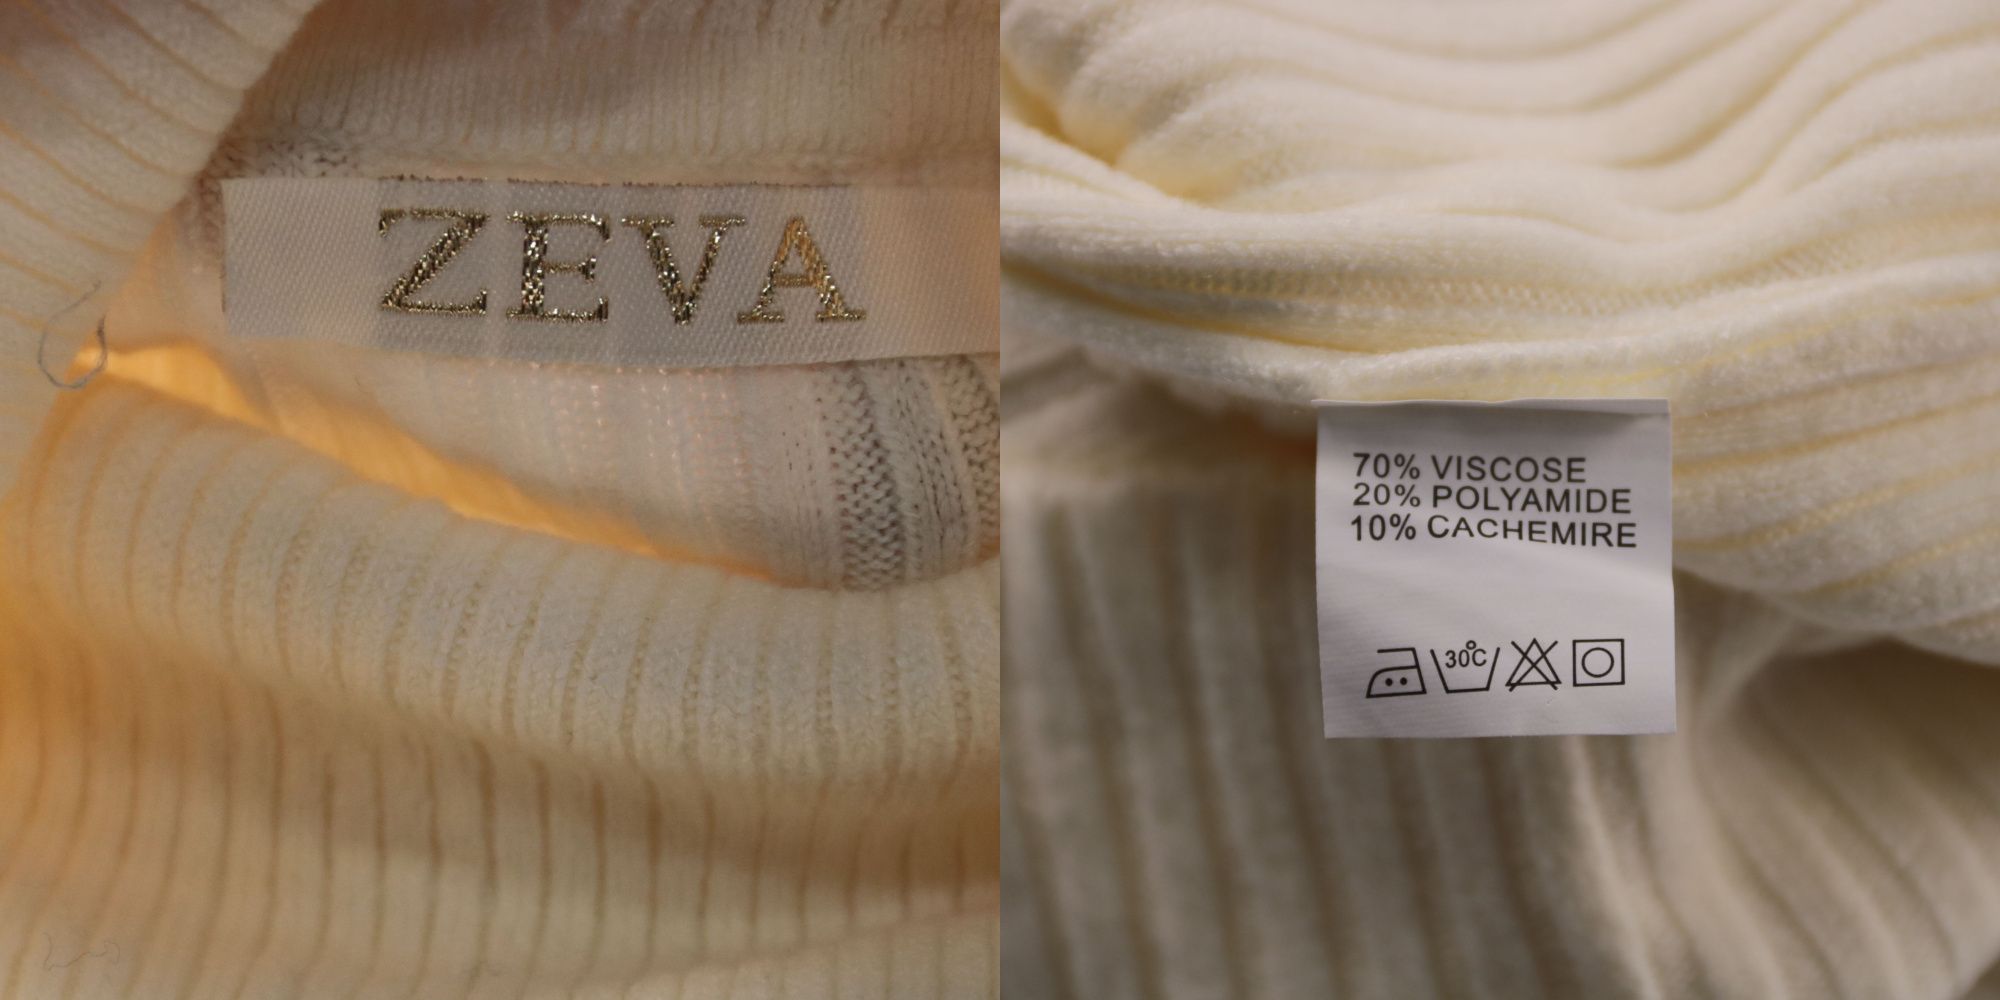 ZEVA
70% VISCOSE
20% POLYAMIDE
10% CACHEMIRE
30°C